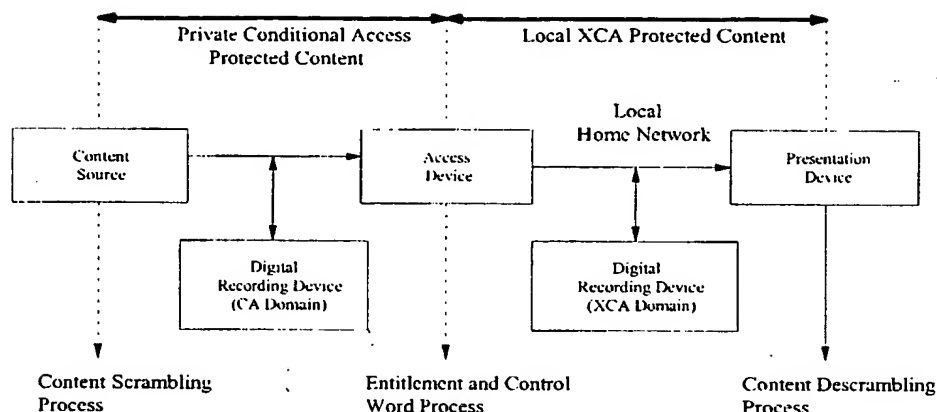 Private Conditional Access
Protected Content
Local XCA Protected Content
Local
Home Network
Content
Source
Access
Device
Presentation
Device
Digital
Recording Device
(CA Domain)
Digital
Recording Device
(XCA Domain)
Content Scrambling
Process
Entitlement and Control
Word Process
Content Descrambling
Process